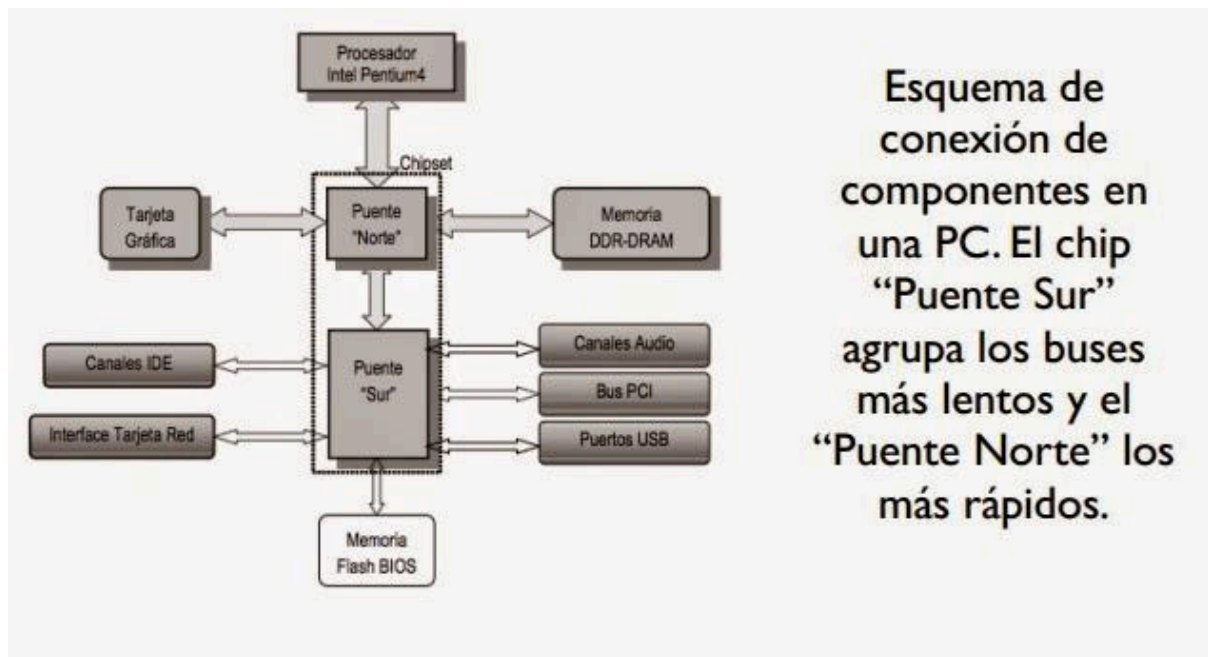 Procesador
Intel Pentium4
Chipset
Tarjeta
Gráfica
Puente
"Norte"
Memoria
DDR-DRAM
Canales IDE
Interface Tarjeta Red
Puente
"Sur"
Canales Audio
Bus PCI
Puertos USB
Memoria
Flash BIOS
Esquema de
conexión de
componentes en
una PC. El chip
“Puente Sur”
agrupa los buses
más lentos y el
“Puente Norte” los
más rápidos.